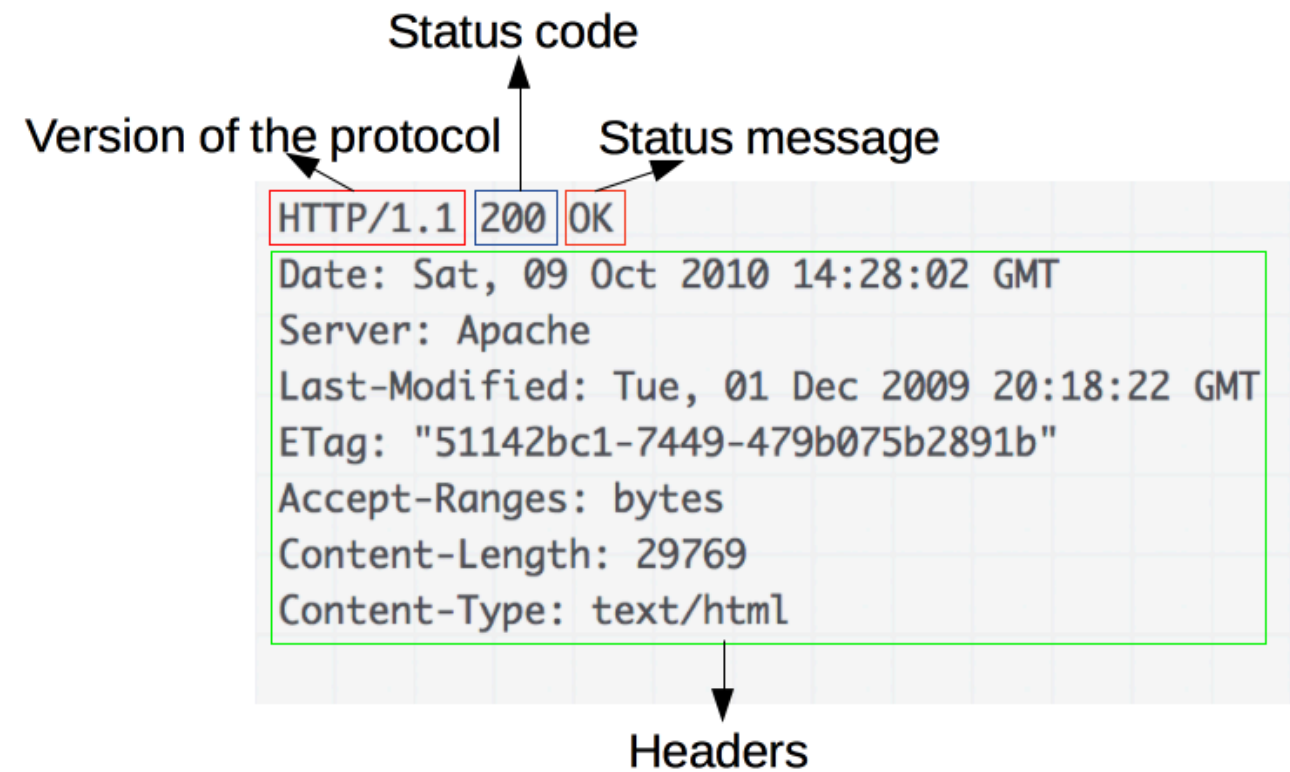 Status code
Version of the protocol
Status message
HTTP/1.1 200 OK
Date: Sat, 09 Oct 2010 14:28:02 GMT
Server: Apache
Last-Modified: Tue, 01 Dec 2009 20:18:22 GMT
ETag: "51142bc1-7449-479b075b2891b"
Accept-Ranges: bytes
Content-Length: 29769
Content-Type: text/html
Headers